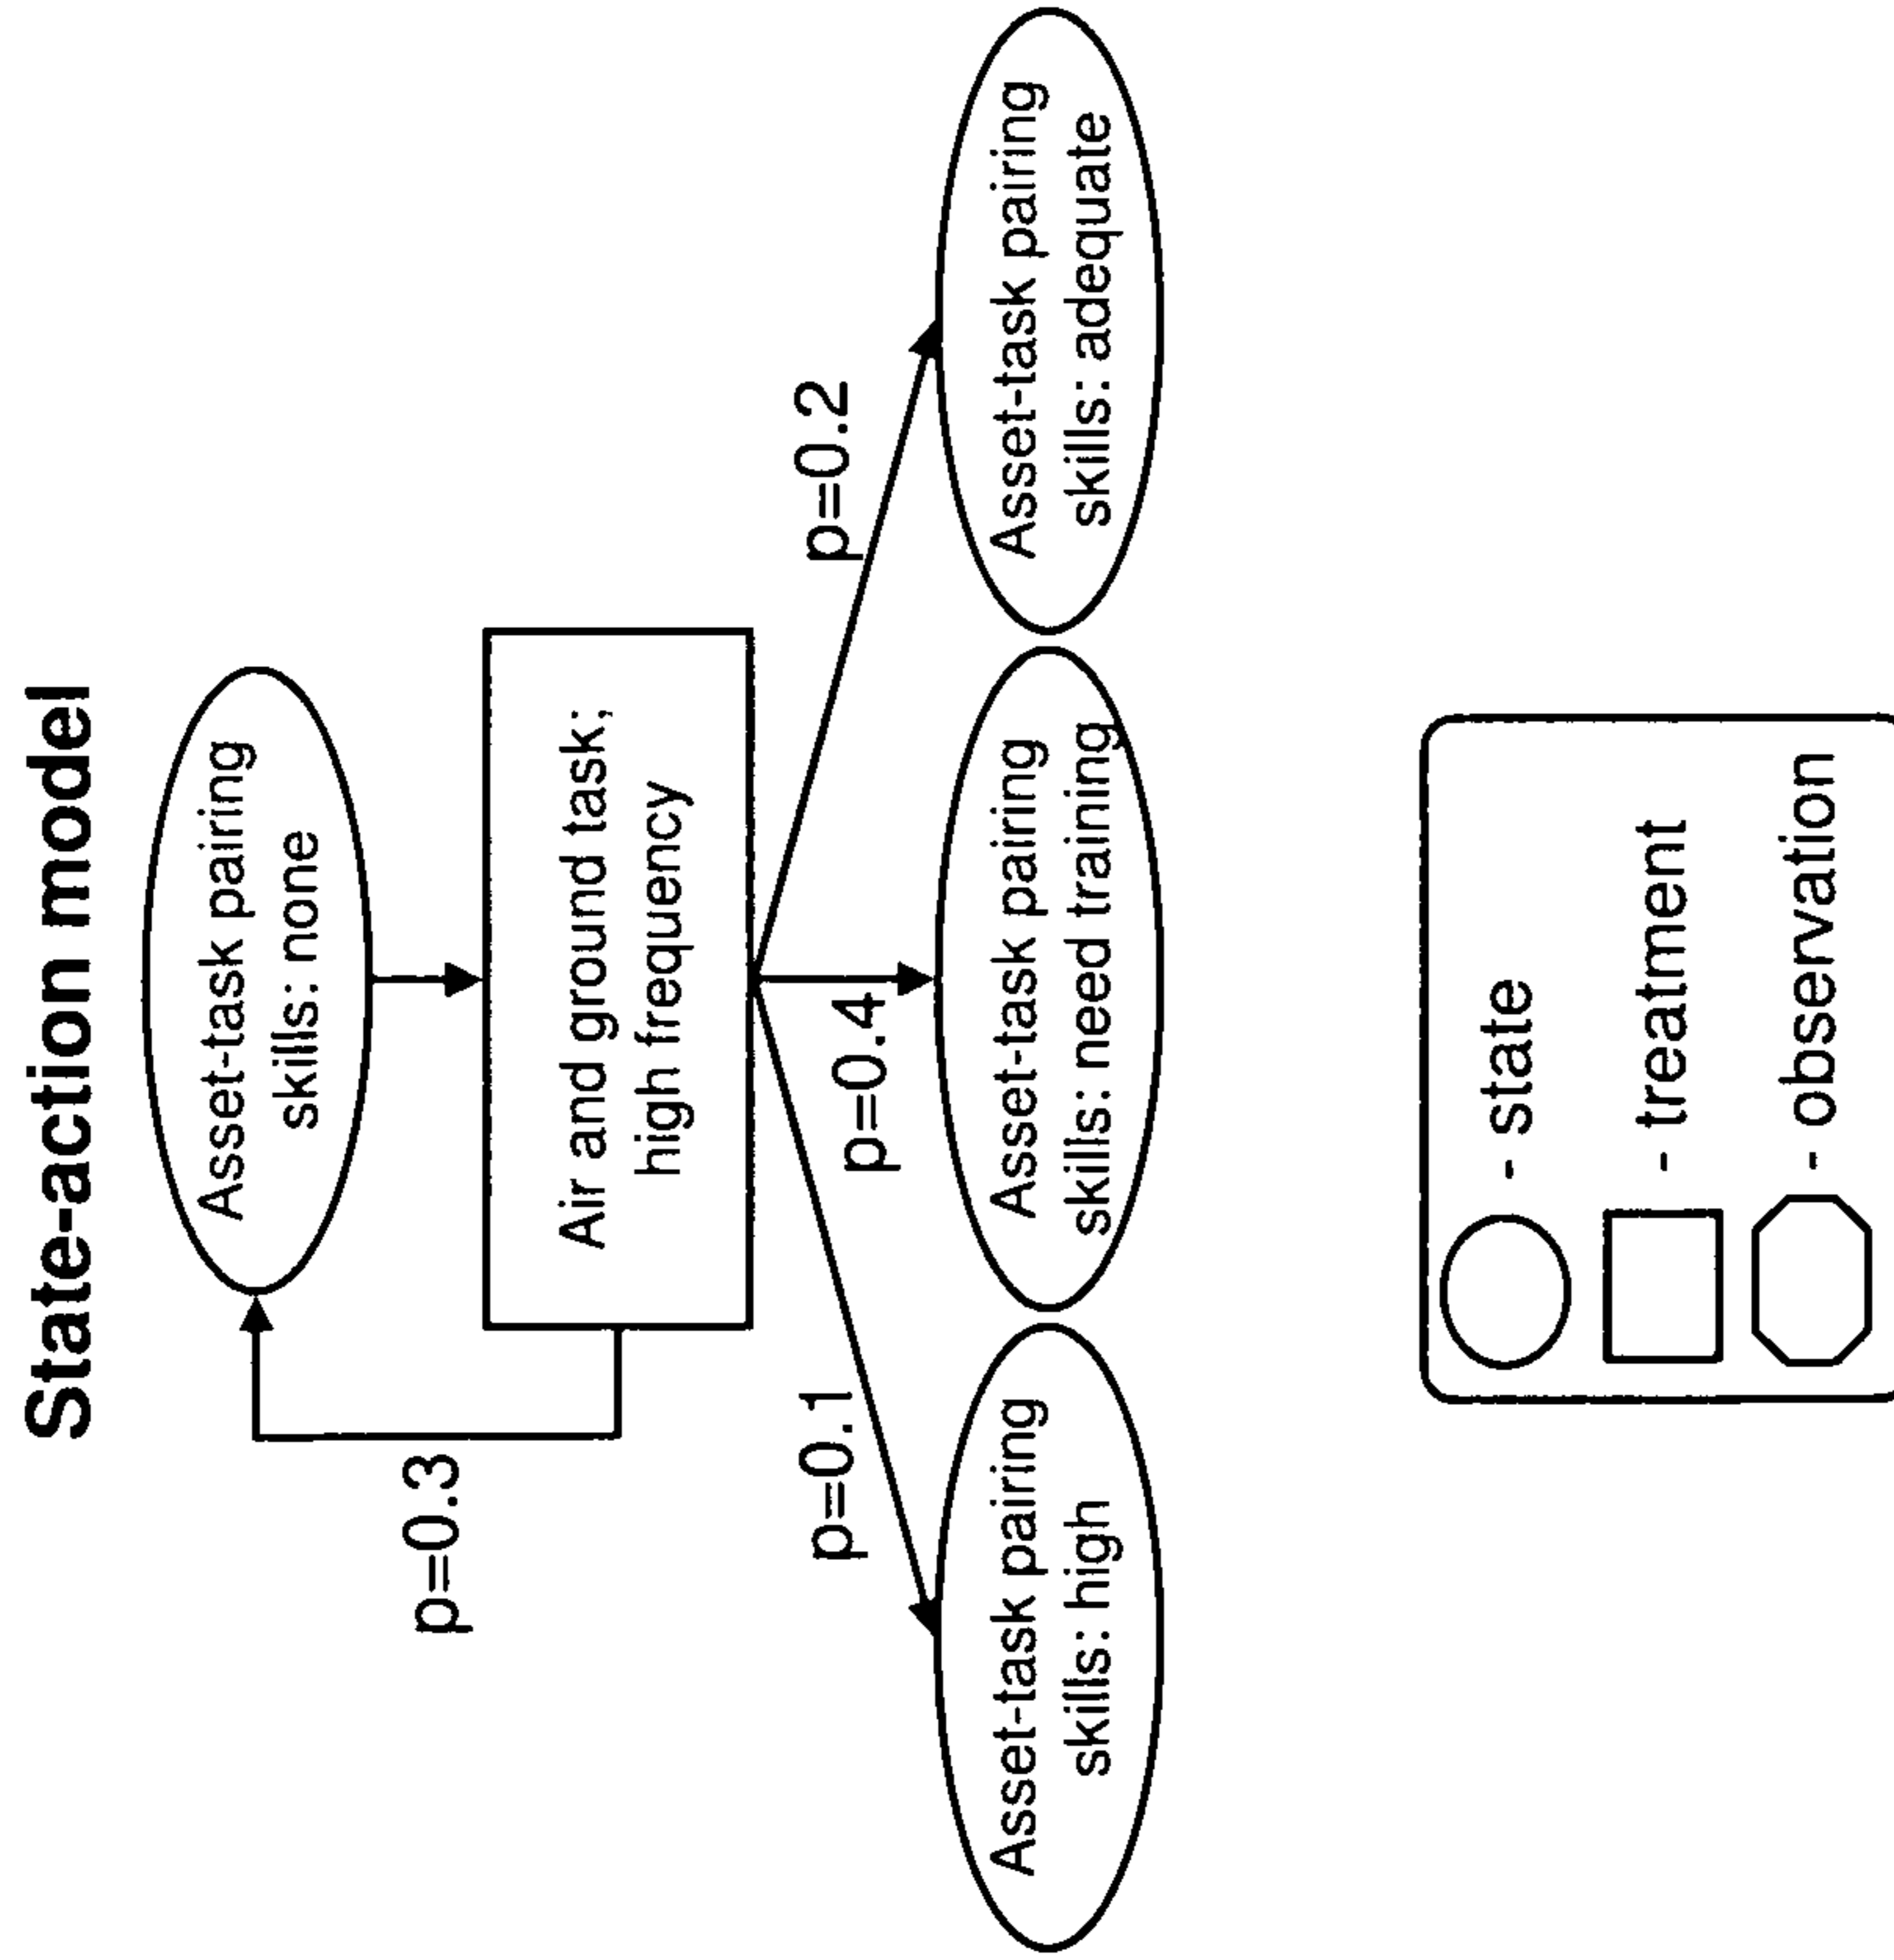 State-action model
Asset-task pairing
skills: none
p=0.3
Air and ground task;
high frequency
p=0.1
p=0.4
p=0.2
Asset-task pairing
skills: high
Asset-task pairing
skills: need training
Asset-task pairing
skills: adequate
- state
- treatment
- observation